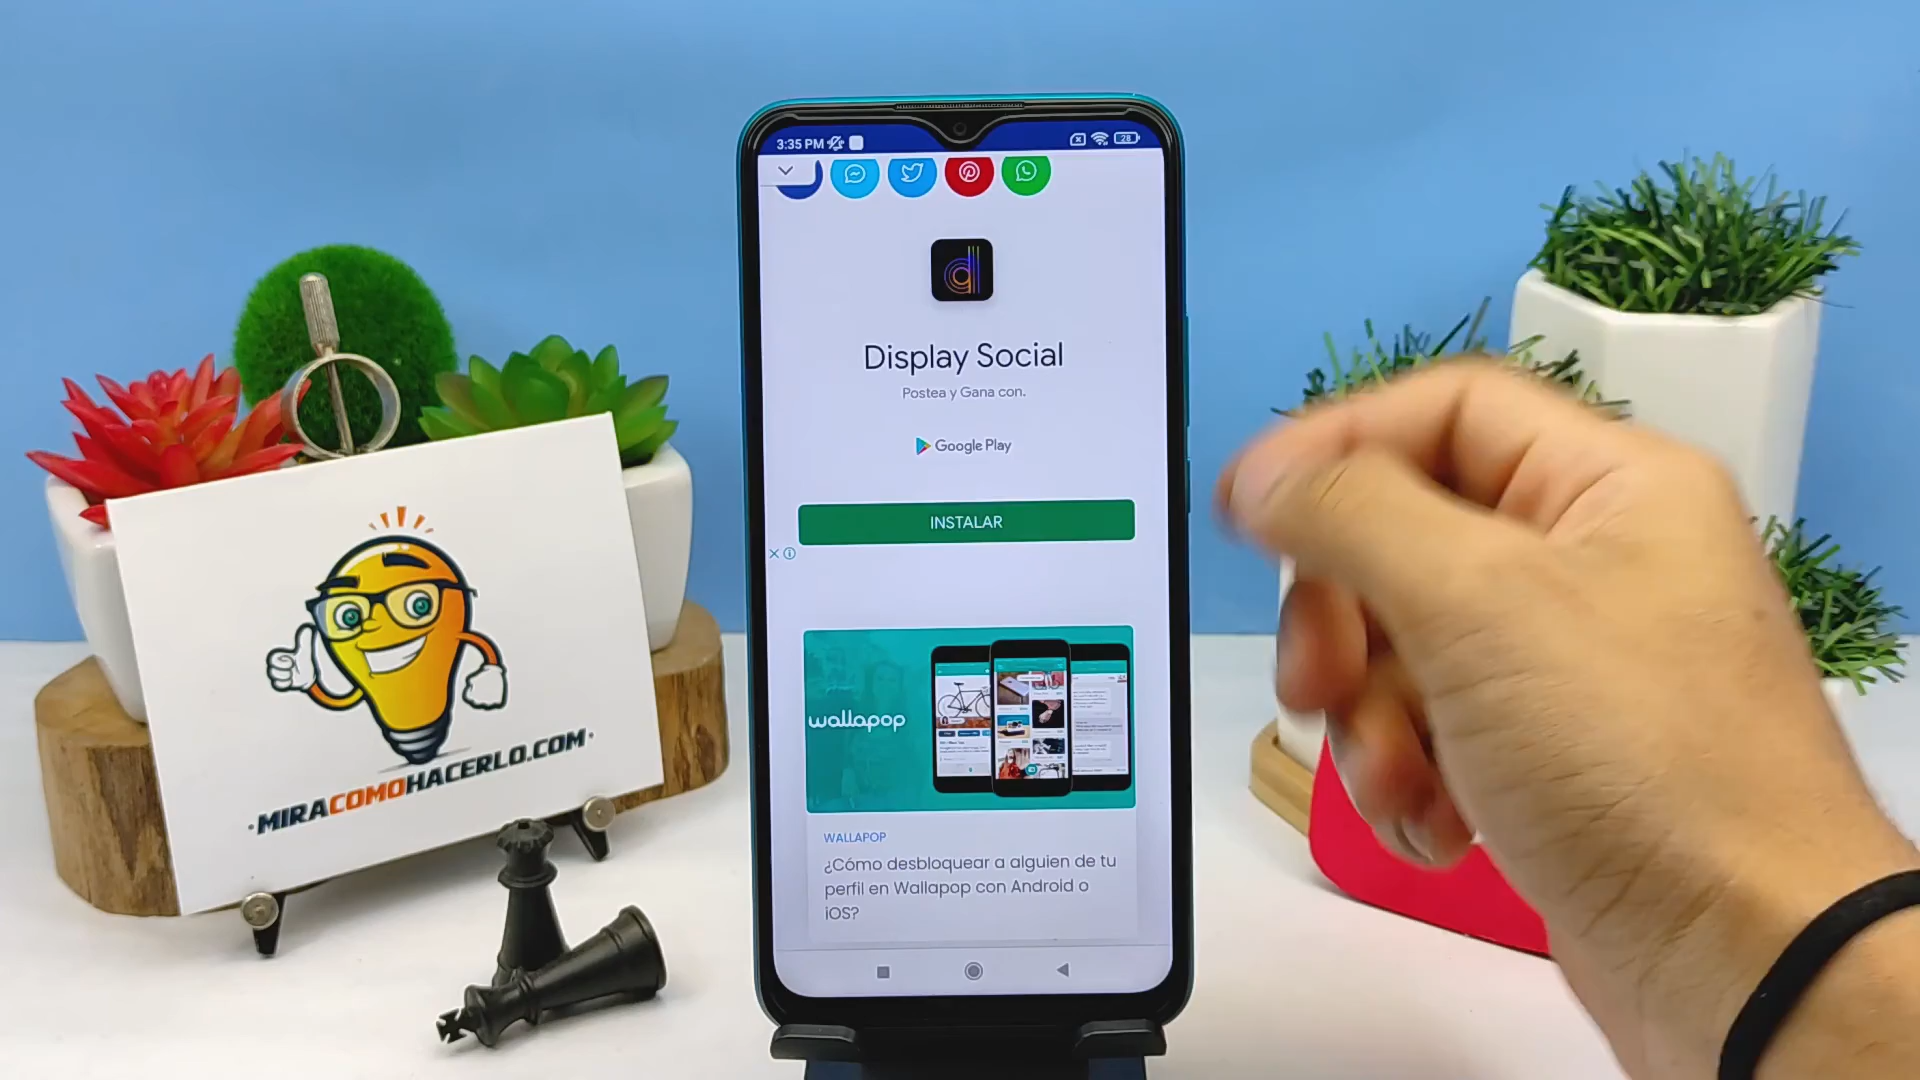 3:35 PM
28
Display Social
Postea y Gana con.
Google Play
INSTALAR
wallapop
WALLAPOP
¿Cómo desbloquear a alguien de tu
perfil en Wallapop con Android o
iOS?
·MIRACOMOHACERLO.COM·